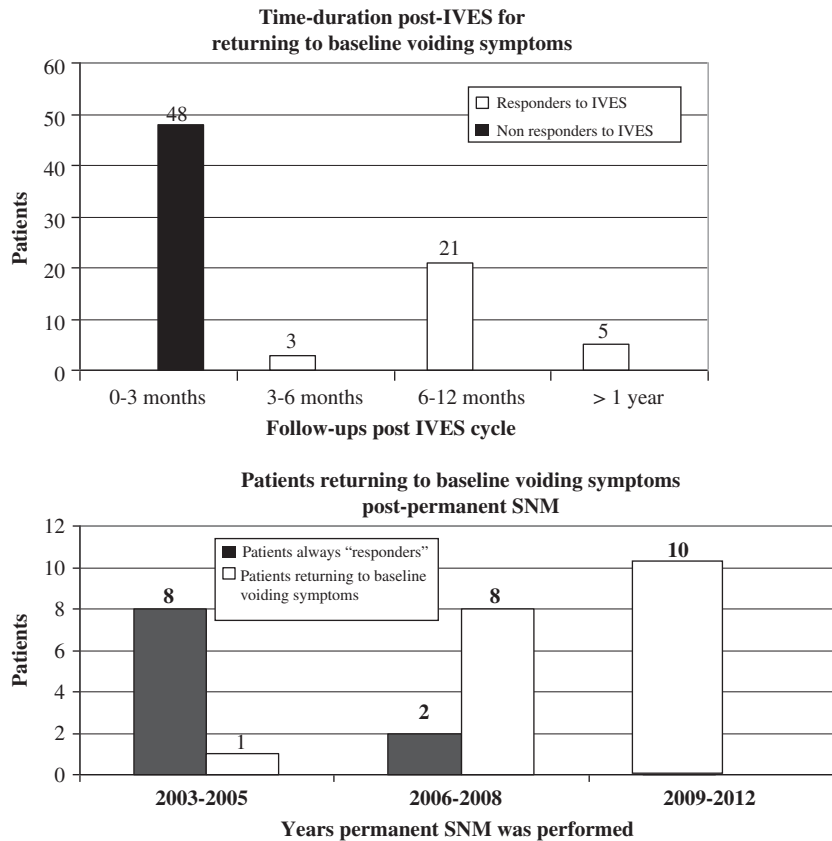 Time-duration post-IVES for
returning to baseline voiding symptoms
60
50
40
30
20
10
0
Patients
48
3
21
5
Responders to IVES
Non responders to IVES
0-3 months
3-6 months
6-12 months
> 1 year
Follow-ups post IVES cycle
Patients returning to baseline voiding symptoms
post-permanent SNM
12
10
8
6
4
2
0
Patients
Patients always “responders”
Patients returning to baseline
voiding symptoms
8
1
2
8
10
2003-2005
2006-2008
2009-2012
Years permanent SNM was performed